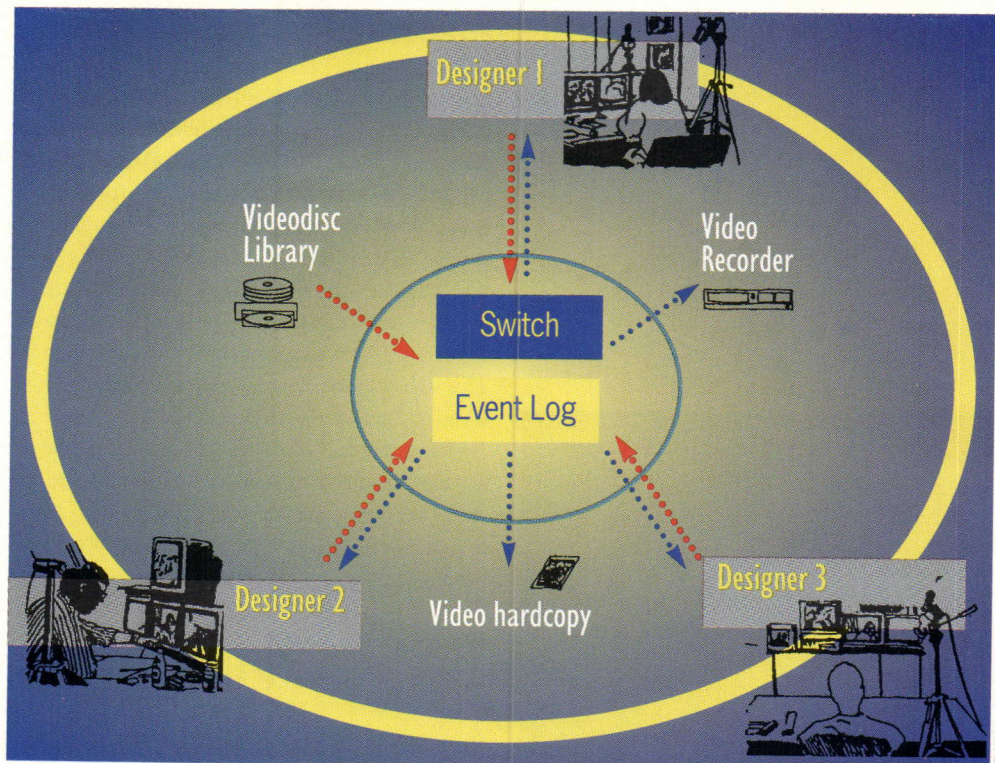 Designer 1
Videodisc
Library
Video
Recorder
Switch
Event Log
Designer 2
Video hardcopy
Designer 3